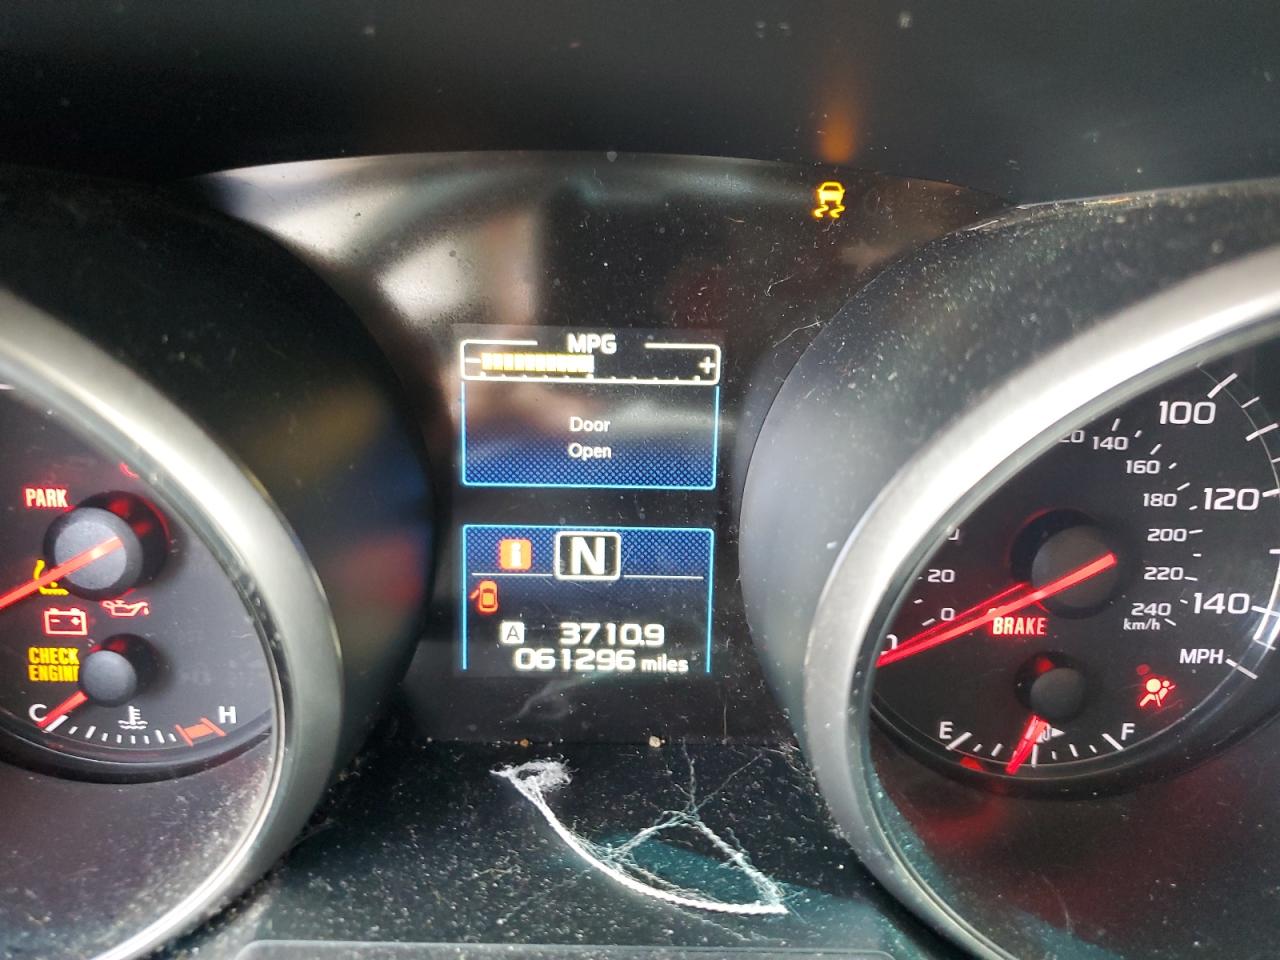 MPG
- +
Door
Open
i N
A 3710.9
061296 miles
PARK
CHECK
ENGINE
C H
100
120
140
MPH
0
20
140
160
180
200
220
240
km/h
BRAKE
E F